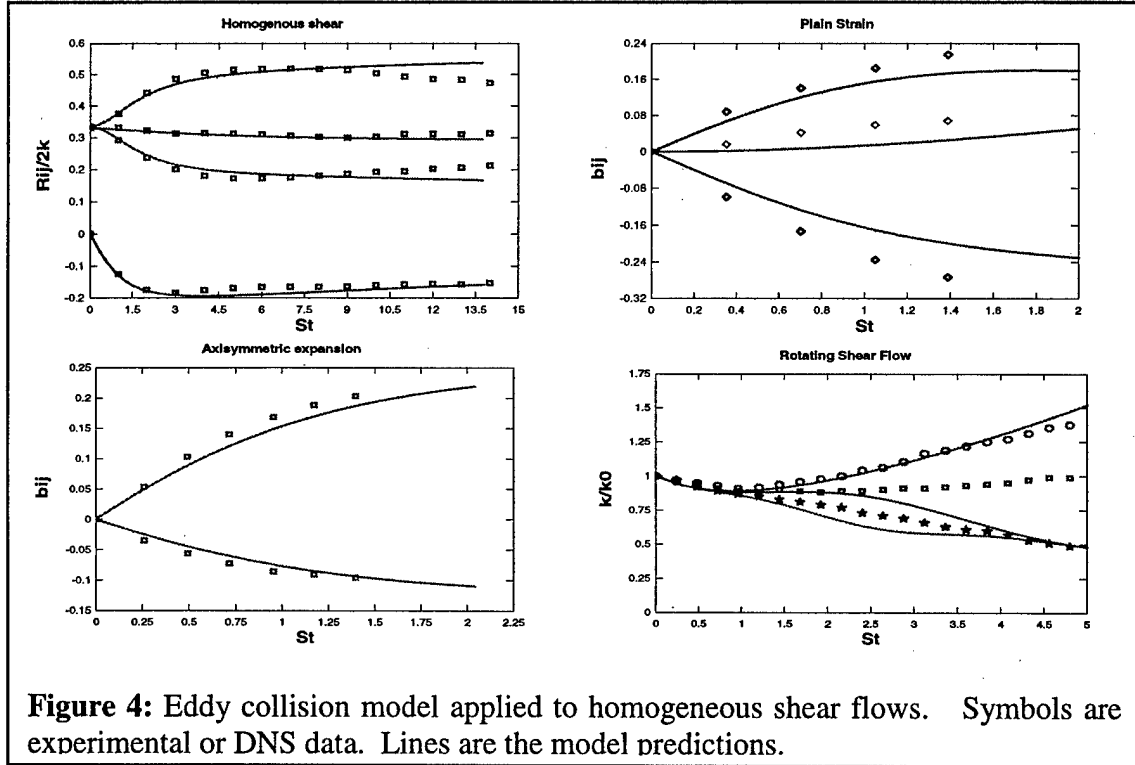 Homogenous shear
0.6
0.5
0.4
0.3
0.2
0.1
0
-0.1
-0.2
Rij/2k
0 1.5 3 4.5 6 7.5 9 10.5 12 13.5 15
St
Plain Strain
0.24
0.16
0.08
0
-0.08
-0.16
-0.24
-0.32
bij
0 0.2 0.4 0.6 0.8 1 1.2 1.4 1.6 1.8 2
St
Axisymmetric expansion
0.25
0.2
0.15
0.1
0.05
0
-0.05
-0.1
-0.15
bij
0 0.25 0.5 0.75 1 1.25 1.5 1.75 2 2.25
St
Rotating Shear Flow
1.75
1.5
1.25
1
0.75
0.5
0.25
0
k/k0
0 0.5 1 1.5 2 2.5 3 3.5 4 4.5 5
St
Figure 4: Eddy collision model applied to homogeneous shear flows. Symbols are
experimental or DNS data. Lines are the model predictions.